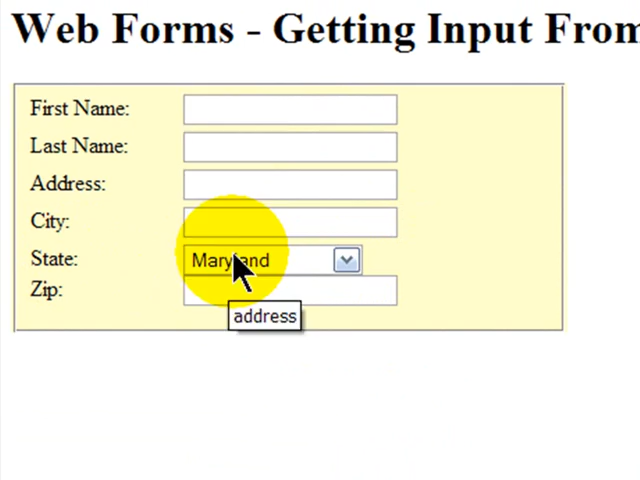 Web Forms - Getting Input From
First Name:
Last Name:
Address:
City:
State: Maryland
Zip:
address